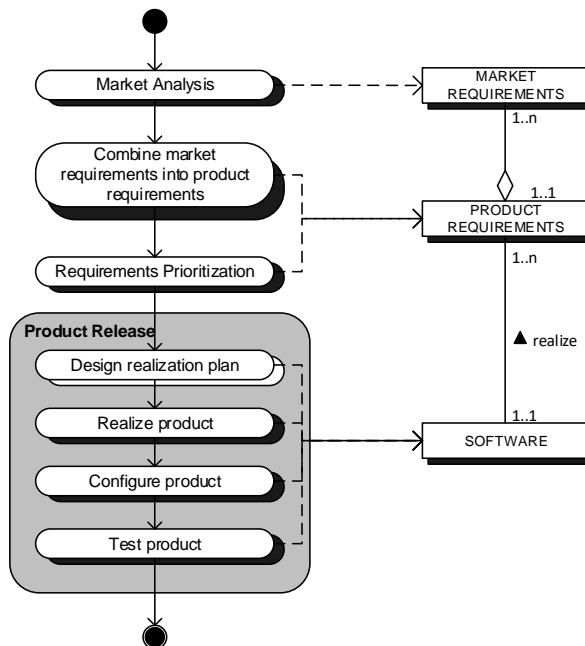 Market Analysis
MARKET
REQUIREMENTS
1..n
Combine market
requirements into product
requirements
1..1
PRODUCT
REQUIREMENTS
1..n
Requirements Prioritization
Product Release
realize
Design realization plan
Realize product
1..1
SOFTWARE
Configure product
Test product